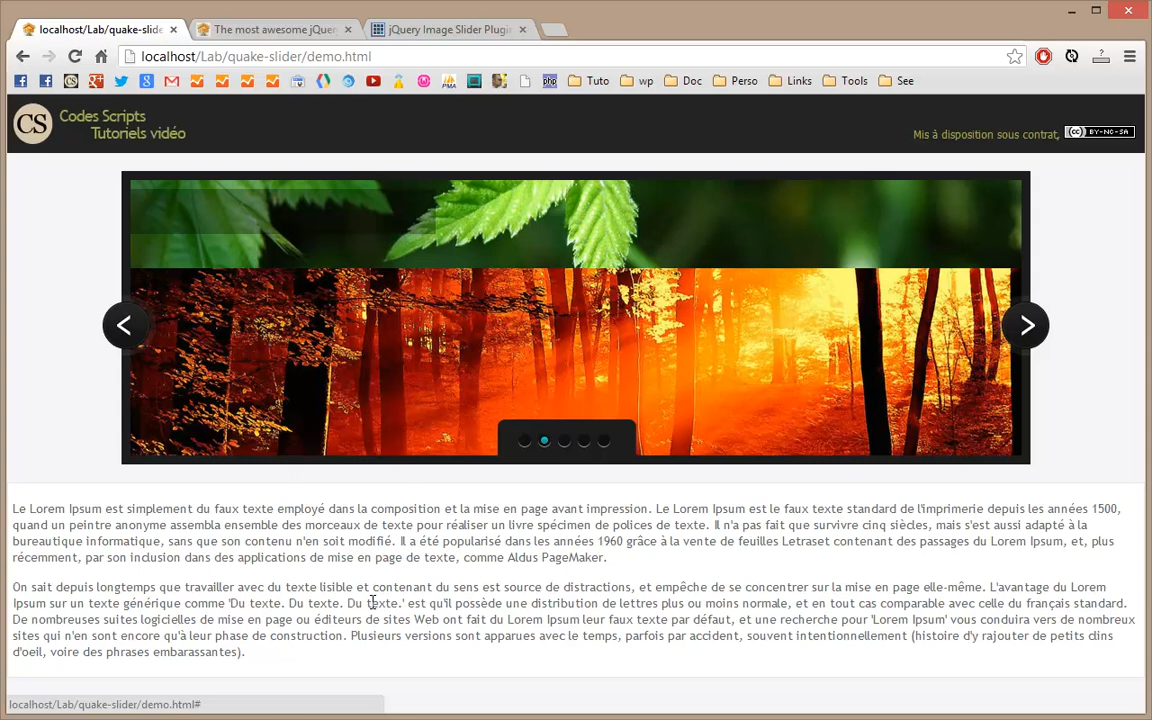 localhost/Lab/quake-slide
The most awesome jQuer
jQuery Image Slider Plugi
localhost/Lab/quake-slider/demo.html
Tuto wp Doc Perso Links Tools See
CS Codes Scripts
Tutoriels vidéo
Mis à disposition sous contrat, cc BY-NC-SA
Le Lorem Ipsum est simplement du faux texte employé dans la composition et la mise en page avant impression. Le Lorem Ipsum est le faux texte standard de l'imprimerie depuis les années 1500,
quand un peintre anonyme assembla ensemble des morceaux de texte pour réaliser un livre spécimen de polices de texte. Il n'a pas fait que survivre cinq siècles, mais s'est aussi adapté à la
bureautique informatique, sans que son contenu n'en soit modifié. Il a été popularisé dans les années 1960 grâce à la vente de feuilles Letraset contenant des passages du Lorem Ipsum, et, plus
récemment, par son inclusion dans des applications de mise en page de texte, comme Aldus PageMaker.
On sait depuis longtemps que travailler avec du texte lisible et contenant du sens est source de distractions, et empêche de se concentrer sur la mise en page elle-même. L'avantage du Lorem
Ipsum sur un texte générique comme 'Du texte. Du texte. Du texte.' est qu'il possède une distribution de lettres plus ou moins normale, et en tout cas comparable avec celle du français standard.
De nombreuses suites logicielles de mise en page ou éditeurs de sites Web ont fait du Lorem Ipsum leur faux texte par défaut, et une recherche pour 'Lorem Ipsum' vous conduira vers de nombreux
sites qui n'en sont encore qu'à leur phase de construction. Plusieurs versions sont apparues avec le temps, parfois par accident, souvent intentionnellement (histoire d'y rajouter de petits clins
d'oeil, voire des phrases embarassantes).
localhost/Lab/quake-slider/demo.html#